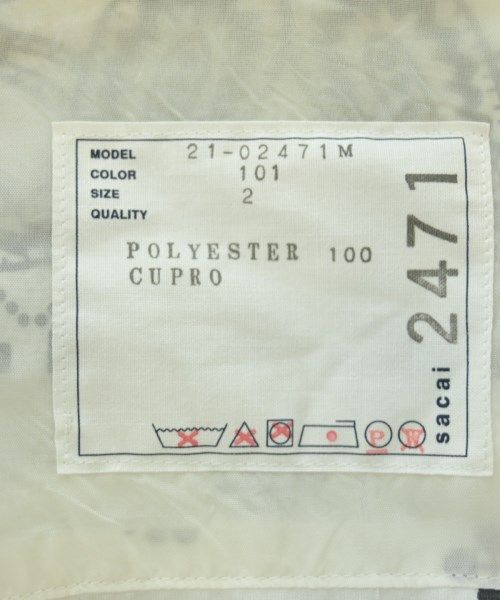 MODEL 21-02471M
COLOR 101
SIZE 2
QUALITY
POLYESTER 100
CUPRO
P W
sacai 2471